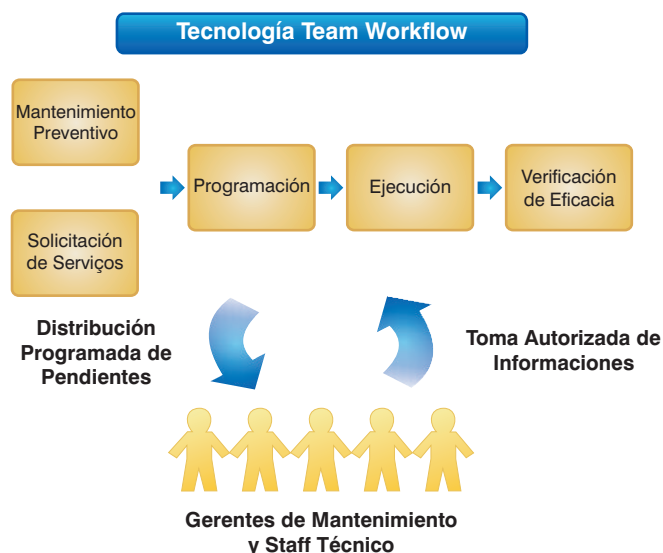 Tecnología Team Workflow
Mantenimiento
Preventivo
Solicitación
de Serviços
Programación
Ejecución
Verificación
de Eficacia
Distribución
Programada de
Pendientes
Toma Autorizada de
Informaciones
Gerentes de Mantenimiento
y Staff Técnico